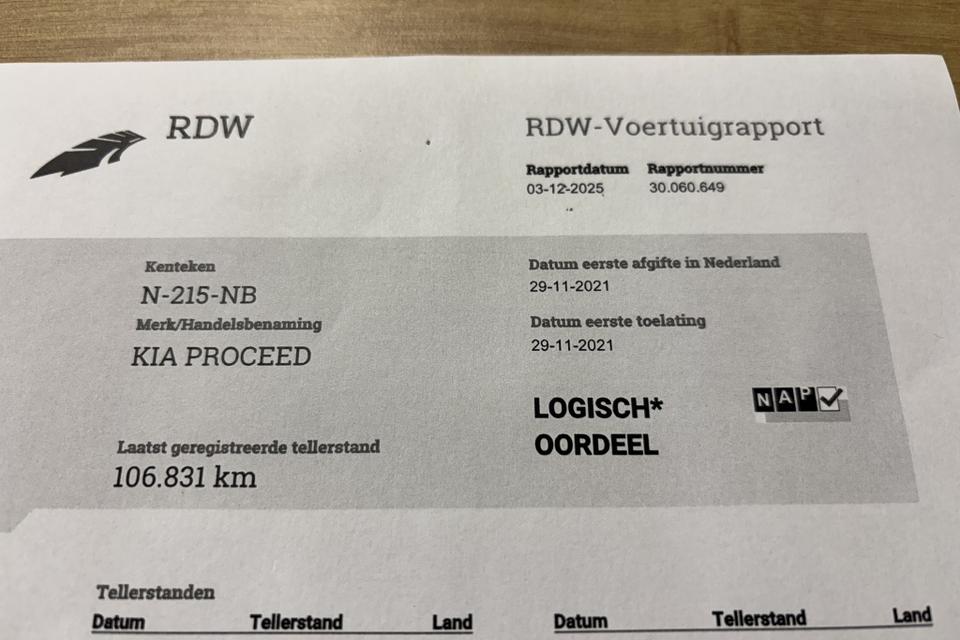 RDW
RDW-Voertuigrapport
Rapportdatum Rapportnummer
03-12-2025 30.060.649
Kenteken
N-215-NB
Merk/Handelsbenaming
KIA PROCEED
Laatst geregistreerde tellerstand
106.831 km
Datum eerste afgifte in Nederland
29-11-2021
Datum eerste toelating
29-11-2021
LOGISCH*
OORDEEL
NAP
Tellerstanden
Datum Tellerstand Land Datum Tellerstand Land